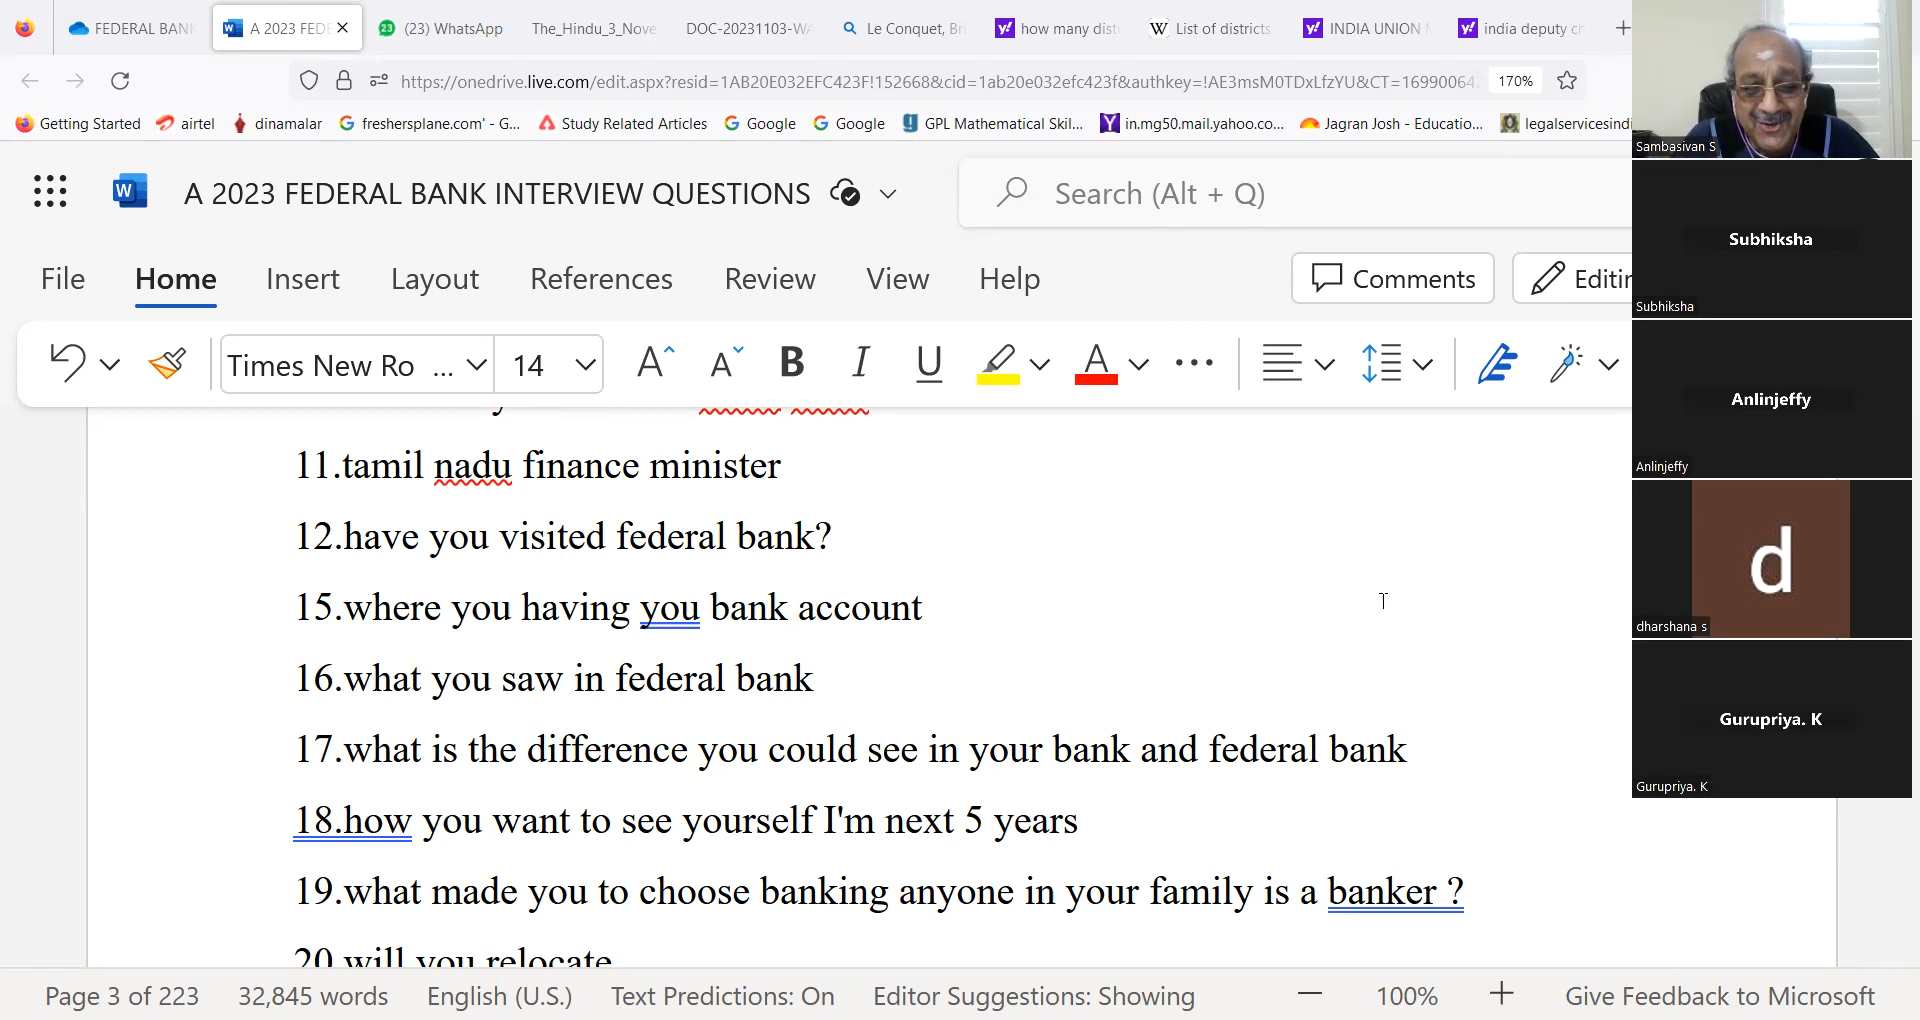 FEDERAL BANK
A 2023 FEDE
(23) WhatsApp
The_Hindu_3_Nove
DOC-20231103-WA
Le Conquet, Bri
how many dist
List of districts
INDIA UNION M
india deputy ch
https://onedrive.live.com/edit.aspx?resid=1AB20E032EFC423F!152668&cid=1ab20e032efc423f&authkey=!AE3msM0TDxLfzYU&CT=16990064
170%
Getting Started
airtel
dinamalar
freshersplane.com' - G...
Study Related Articles
Google
Google
GPL Mathematical Skil...
in.mg50.mail.yahoo.co...
Jagran Josh - Educatio...
legalservicesindi
A 2023 FEDERAL BANK INTERVIEW QUESTIONS
Search (Alt + Q)
File Home Insert Layout References Review View Help
Comments
Editin
Times New Ro ...
14
11.tamil nadu finance minister
12.have you visited federal bank?
15.where you having you bank account
16.what you saw in federal bank
17.what is the difference you could see in your bank and federal bank
18.how you want to see yourself I'm next 5 years
19.what made you to choose banking anyone in your family is a banker ?
20.will you relocate
Page 3 of 223
32,845 words
English (U.S.)
Text Predictions: On
Editor Suggestions: Showing
100%
Give Feedback to Microsoft
Sambasivan S
Subhiksha
Subhiksha
Anlinjeffy
Anlinjeffy
d
dharshana s
Gurupriya. K
Gurupriya. K